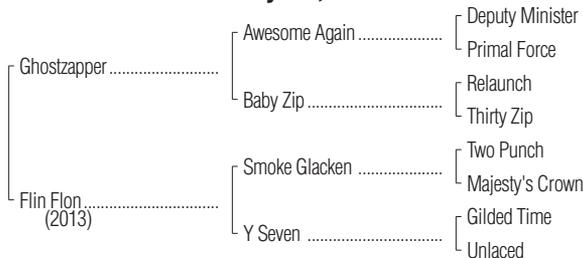 Deputy Minister
Awesome Again
Primal Force
Ghostzapper
Relaunch
Baby Zip
Thirty Zip
Two Punch
Smoke Glacken
Majesty's Crown
Flin Flon
(2013)
Gilded Time
Y Seven
Unlaced